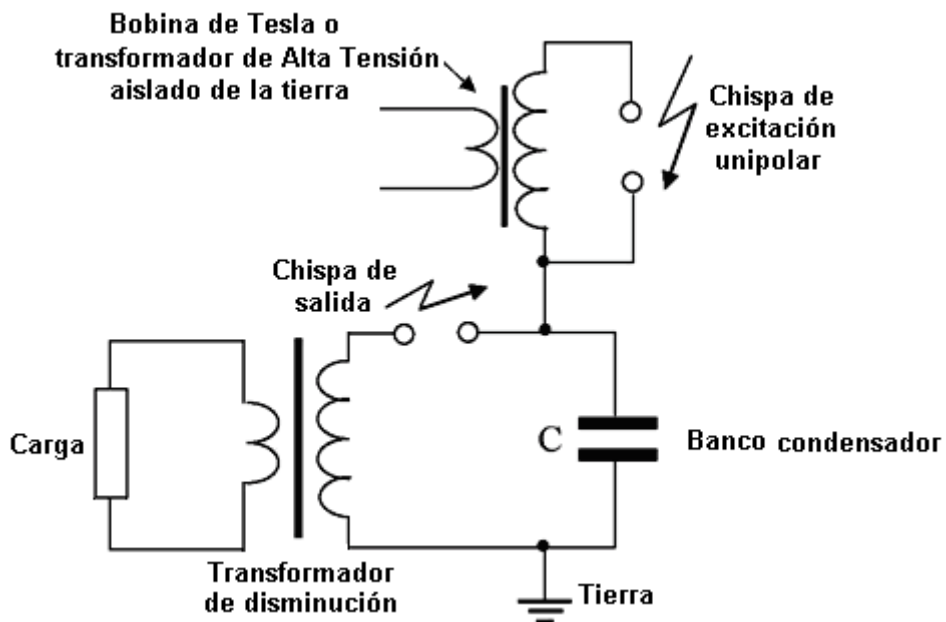 Bobina de Tesla o
transformador de Alta Tensión
aislado de la tierra
Chispa de
excitación
unipolar
Chispa de
salida
Carga
C
Banco condensador
Transformador
de disminución
Tierra